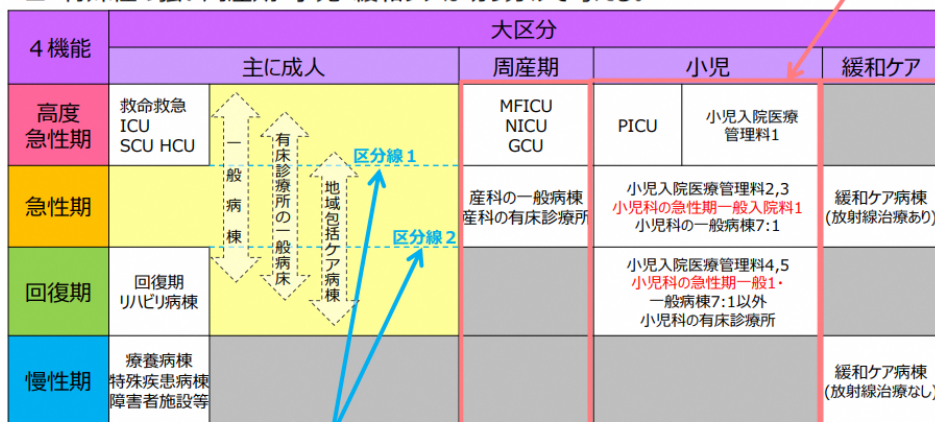 4機能
大区分
主に成人
周産期
小児
緩和ケア
高度
急性期
救命救急
ICU
SCU HCU
一般病棟
有床診療所の一般病床
地域包括ケア病棟
区分線1
区分線2
MFICU
NICU
GCU
PICU
小児入院医療
管理料1
急性期
産科の一般病棟
産科の有床診療所
小児入院医療管理料2,3
小児科の急性期一般入院料1
小児科の一般病棟7:1
緩和ケア病棟
(放射線治療あり)
回復期
回復期
リハビリ病棟
小児入院医療管理料4,5
小児科の急性期一般1・
一般病棟7:1以外
小児科の有床診療所
慢性期
療養病棟
特殊疾患病棟
障害者施設等
緩和ケア病棟
(放射線治療なし)